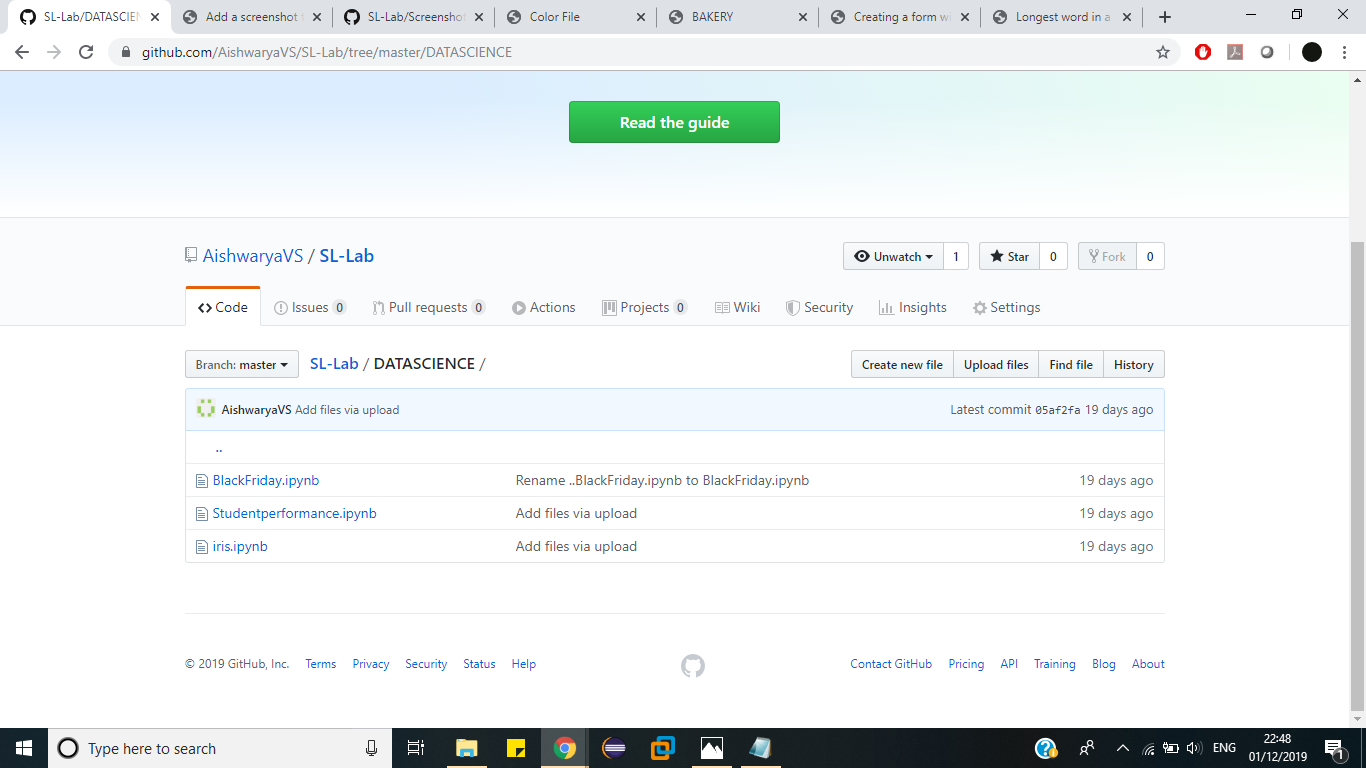 SL-Lab/DATASCIEN
Add a screenshot
SL-Lab/Screenshot
Color File
BAKERY
Creating a form w
Longest word in a
github.com/AishwaryaVS/SL-Lab/tree/master/DATASCIENCE
Read the guide
AishwaryaVS / SL-Lab
Unwatch 1 Star 0 Fork 0
Code Issues 0 Pull requests 0 Actions Projects 0 Wiki Security Insights Settings
Branch: master SL-Lab / DATASCIENCE /
Create new file Upload files Find file History
AishwaryaVS Add files via upload Latest commit 05af2fa 19 days ago
..
BlackFriday.ipynb Rename ..BlackFriday.ipynb to BlackFriday.ipynb 19 days ago
Studentperformance.ipynb Add files via upload 19 days ago
iris.ipynb Add files via upload 19 days ago
© 2019 GitHub, Inc. Terms Privacy Security Status Help
Contact GitHub Pricing API Training Blog About
Type here to search
ENG
22:48
01/12/2019
1